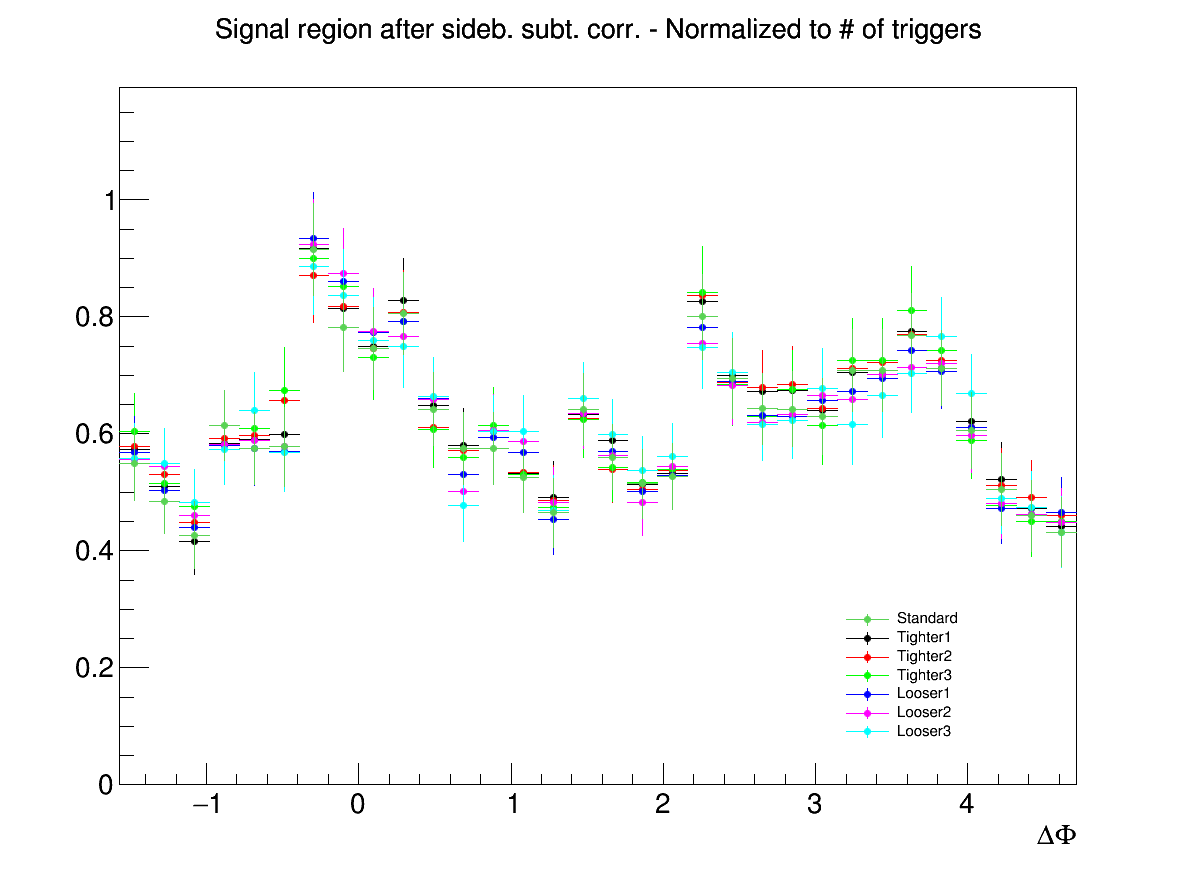 Signal region after sideb. subt. corr. - Normalized to # of triggers
1
0.8
0.6
0.4
0.2
0
−1 0 1 2 3 4
ΔΦ
Standard
Tighter1
Tighter2
Tighter3
Looser1
Looser2
Looser3